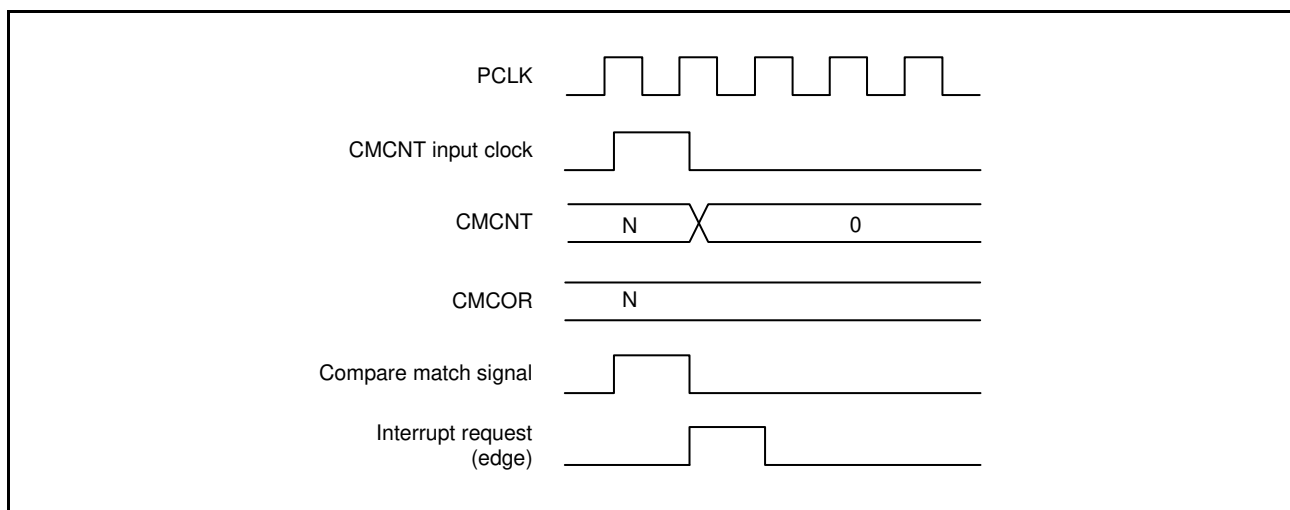 PCLK
CMCNT input clock
CMCNT
N
0
CMCOR
N
Compare match signal
Interrupt request
(edge)